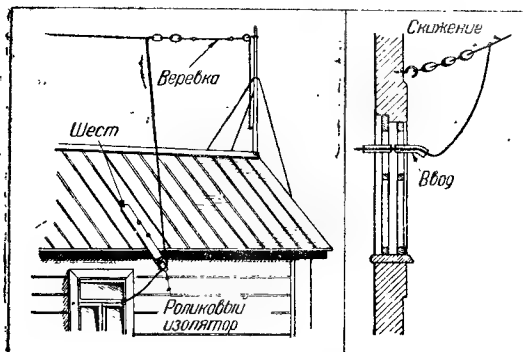 Веревка
Шест
Роликовый
изолятор
Снижение
Ввод